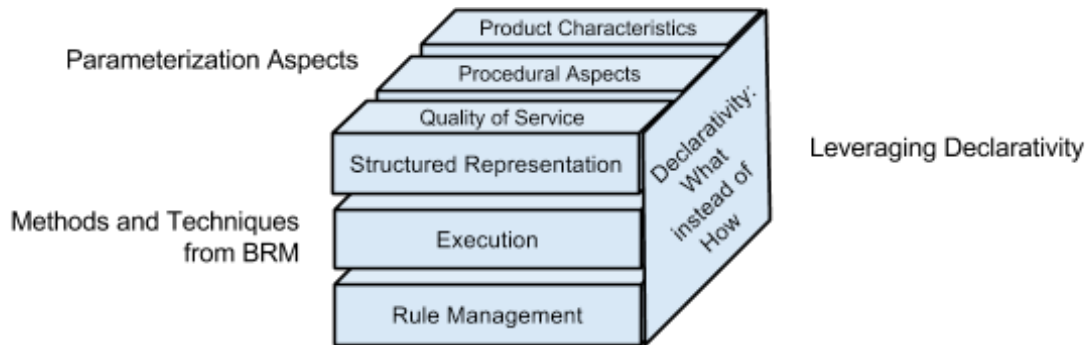 Product Characteristics
Parameterization Aspects
Procedural Aspects
Quality of Service
Structured Representation
Declarativity:
What
instead of
How
Leveraging Declarativity
Methods and Techniques
from BRM
Execution
Rule Management